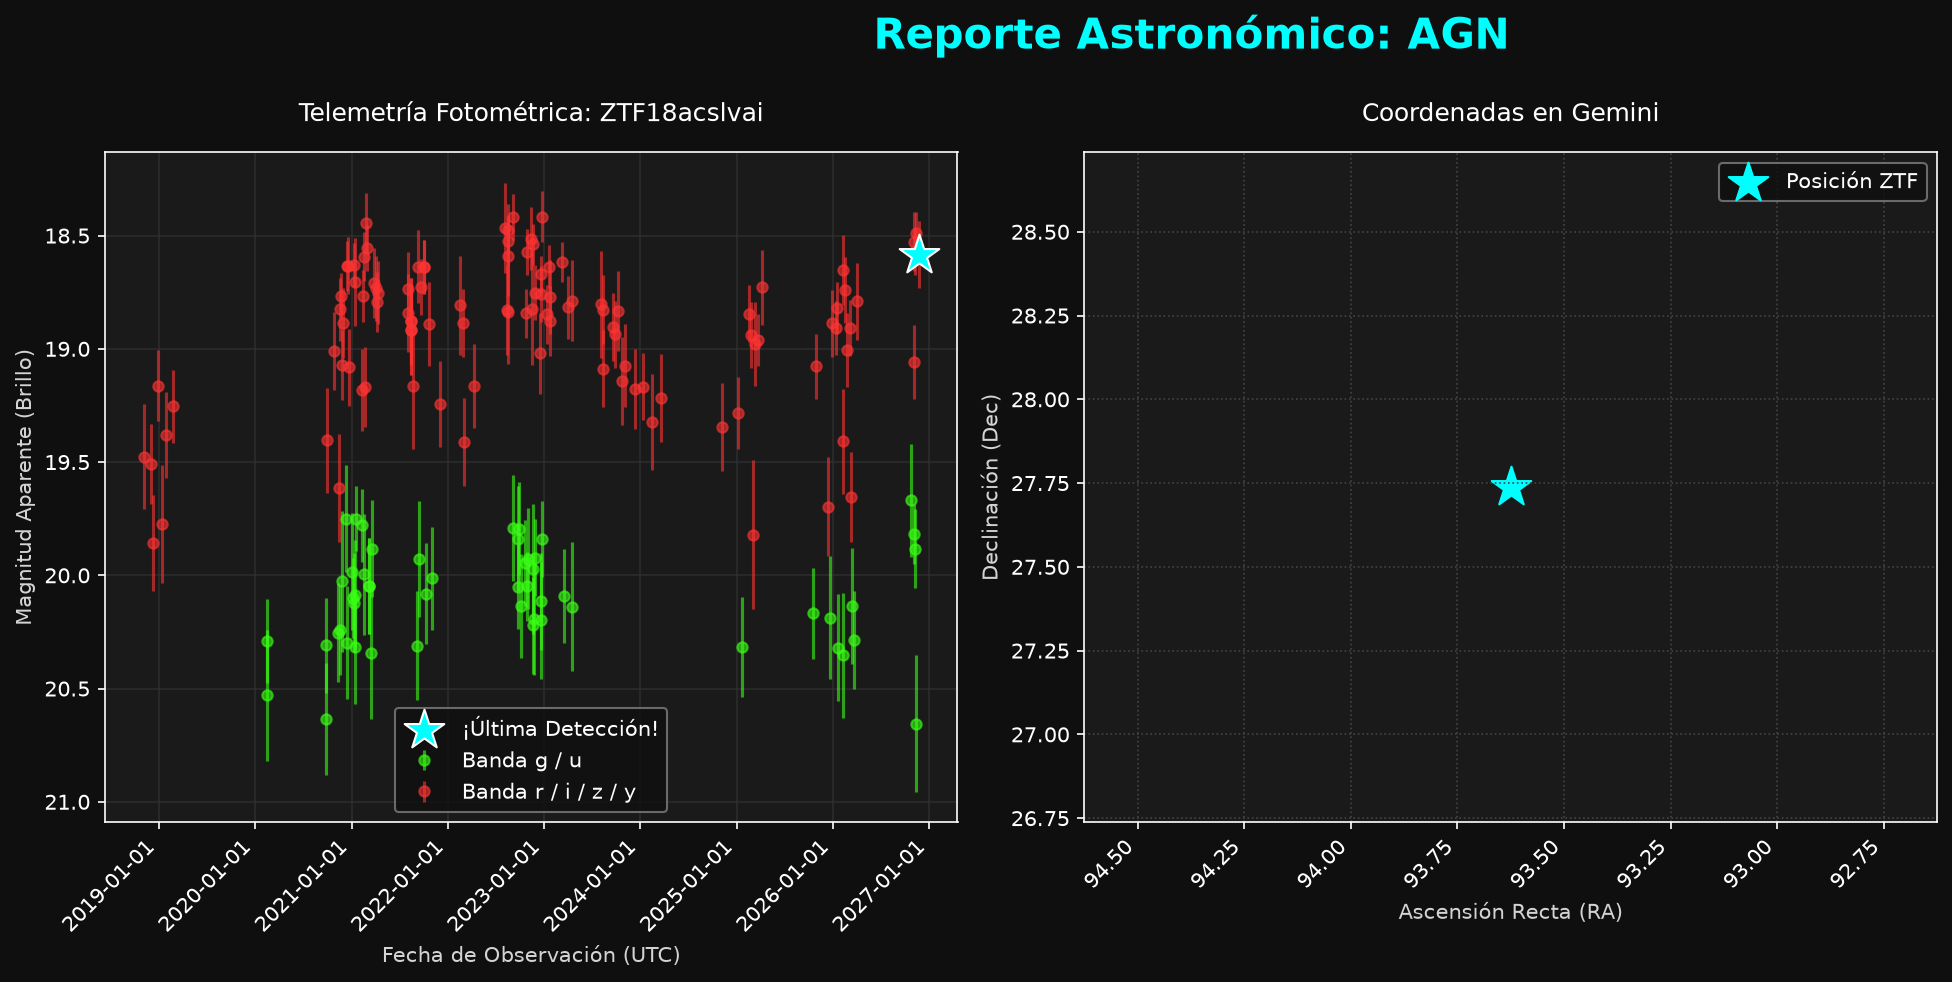 Reporte Astronómico: AGN
Telemetría Fotométrica: ZTF18acslvai
Magnitud Aparente (Brillo)
18.5
19.0
19.5
20.0
20.5
21.0
¡Última Detección!
Banda g / u
Banda r / i / z / y
2019-01-01
2020-01-01
2021-01-01
2022-01-01
2023-01-01
2024-01-01
2025-01-01
2026-01-01
2027-01-01
Fecha de Observación (UTC)
Coordenadas en Gemini
Posición ZTF
Declinación (Dec)
28.50
28.25
28.00
27.75
27.50
27.25
27.00
26.75
94.50
94.25
94.00
93.75
93.50
93.25
93.00
92.75
Ascensión Recta (RA)